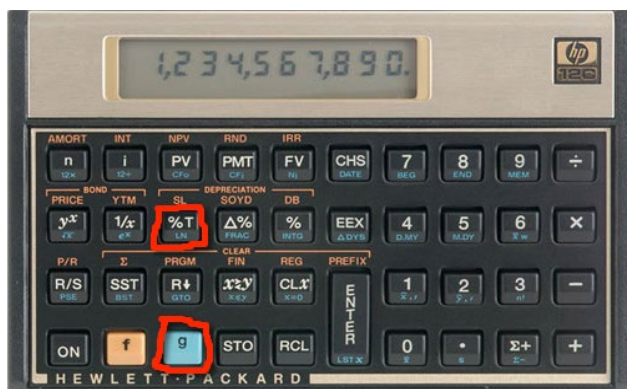 1,234,567,890.
hp
12C
AMORT INT NPV RND IRR
n i PV PMT FV CHS 7 8 9 ÷
12× 12÷ CFo CFj Nj DATE BEG END MEM
BOND DEPRECIATION
PRICE YTM SL SOYD DB
yx 1/x %T Δ% % EEX 4 5 6 ×
√x ex LN FRAC INTG ΔDYS D.MY M.DY x̄w
CLEAR
P/R Σ PRGM FIN REG PREFIX
R/S SST R↓ x≷y CLx ENTER 1 2 3 −
PSE BST GTO x≤y x=0 x̂,r ŷ,r n!
ON f g STO RCL 0 • Σ+ +
LSTx x̄ s Σ−
HEWLETT·PACKARD